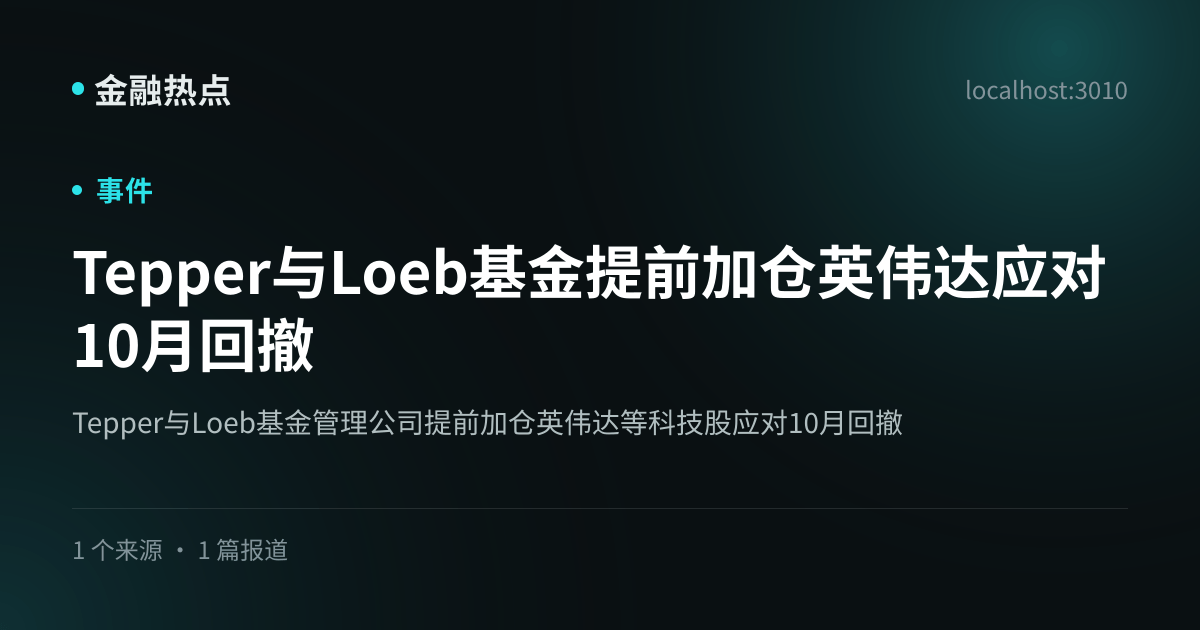 金融热点
localhost:3010
事件
Tepper与Loeb基金提前加仓英伟达应对
10月回撤
Tepper与Loeb基金管理公司提前加仓英伟达等科技股应对10月回撤
1 个来源 · 1 篇报道